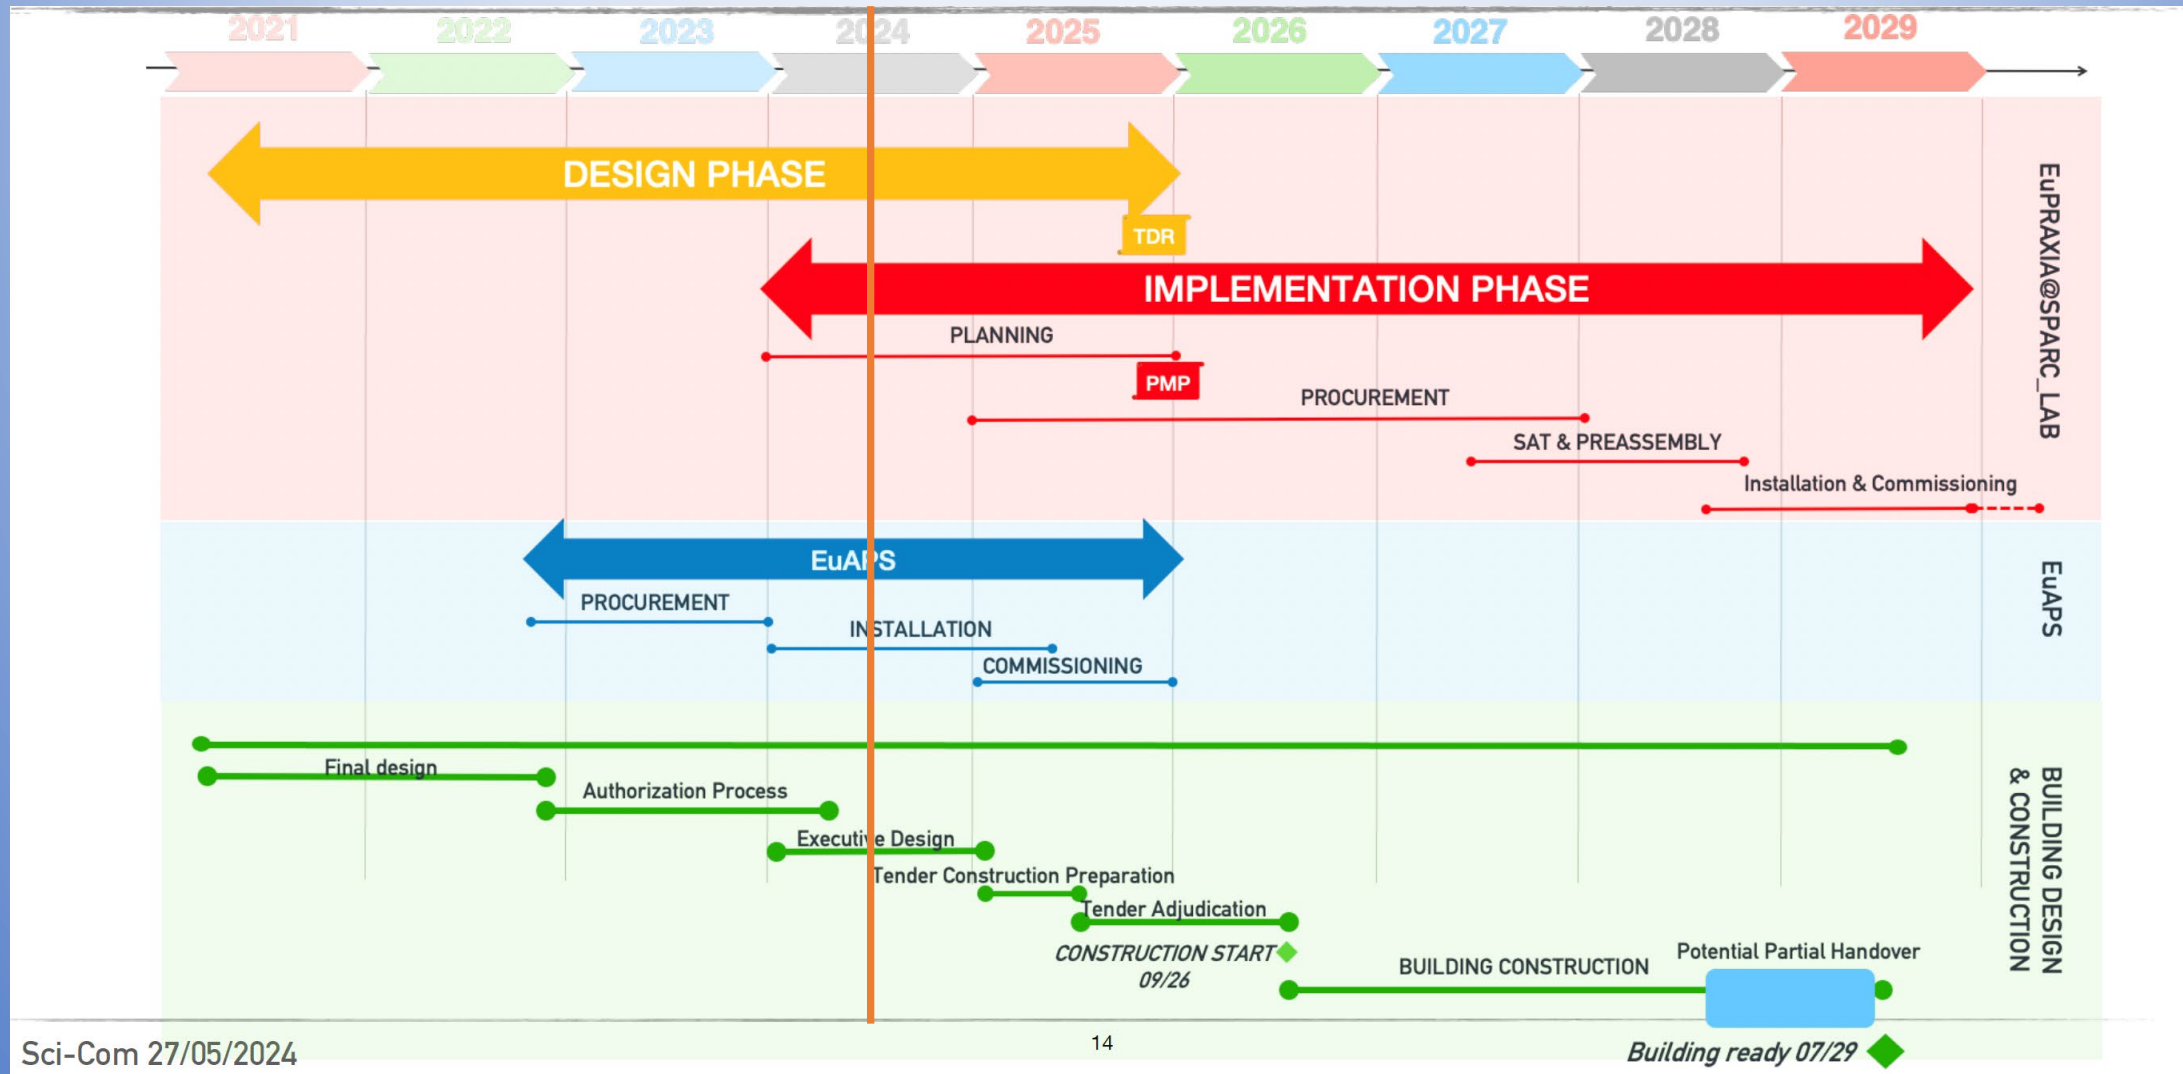 2021 2022 2023 2024 2025 2026 2027 2028 2029
DESIGN PHASE
TDR
IMPLEMENTATION PHASE
PLANNING
PMP
PROCUREMENT
SAT & PREASSEMBLY
Installation & Commissioning
EuPRAXIA@SPARC_LAB
EuAPS
PROCUREMENT
INSTALLATION
COMMISSIONING
EuAPS
Final design
Authorization Process
Executive Design
Tender Construction Preparation
Tender Adjudication
CONSTRUCTION START
09/26
BUILDING CONSTRUCTION
Potential Partial Handover
BUILDING DESIGN
& CONSTRUCTION
Building ready 07/29
Sci-Com 27/05/2024
14